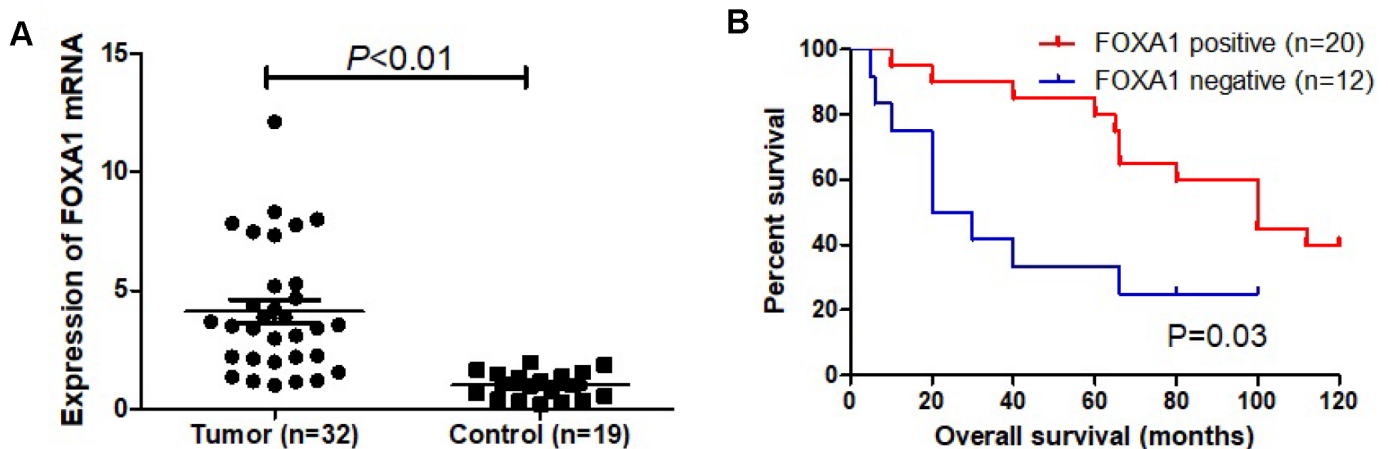 A
Expression of FOXA1 mRNA
15
10
5
0
P<0.01
Tumor (n=32)
Control (n=19)
B
Percent survival
100
80
60
40
20
0
FOXA1 positive (n=20)
FOXA1 negative (n=12)
P=0.03
0 20 40 60 80 100 120
Overall survival (months)